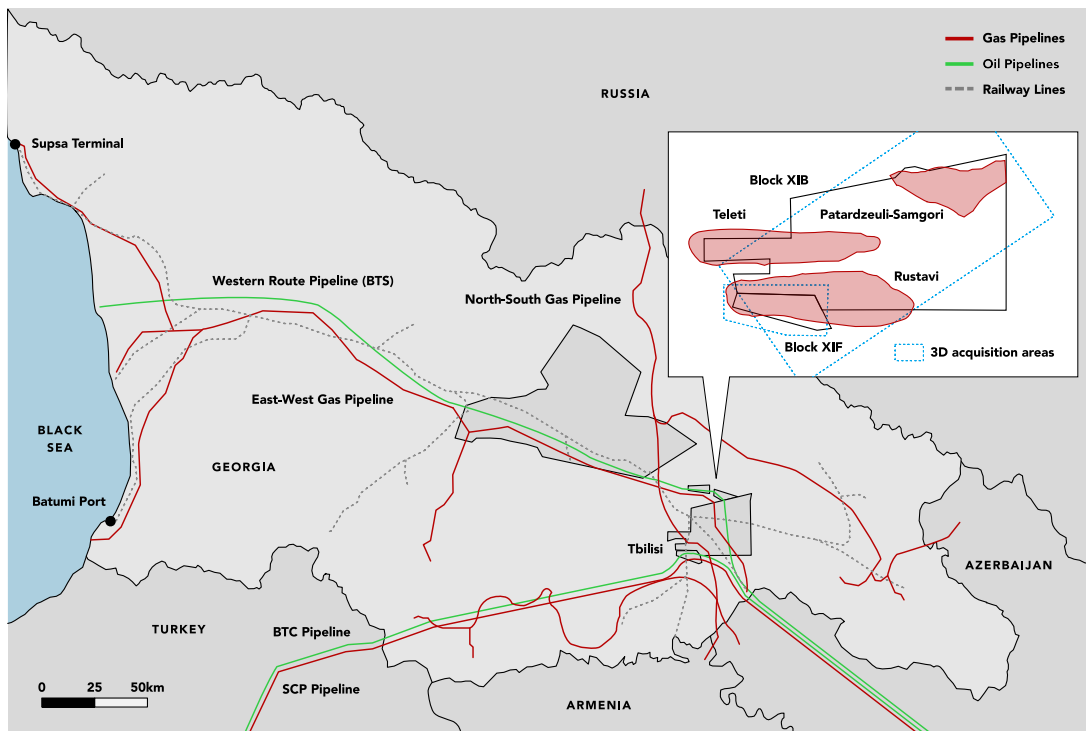 Gas Pipelines
Oil Pipelines
Railway Lines
RUSSIA
Supsa Terminal
Block XIB
Teleti
Patardzeuli-Samgori
Rustavi
Block XIF
3D acquisition areas
Western Route Pipeline (BTS)
North-South Gas Pipeline
East-West Gas Pipeline
BLACK
SEA
GEORGIA
Batumi Port
Tbilisi
AZERBAIJAN
TURKEY
BTC Pipeline
SCP Pipeline
ARMENIA
0 25 50km